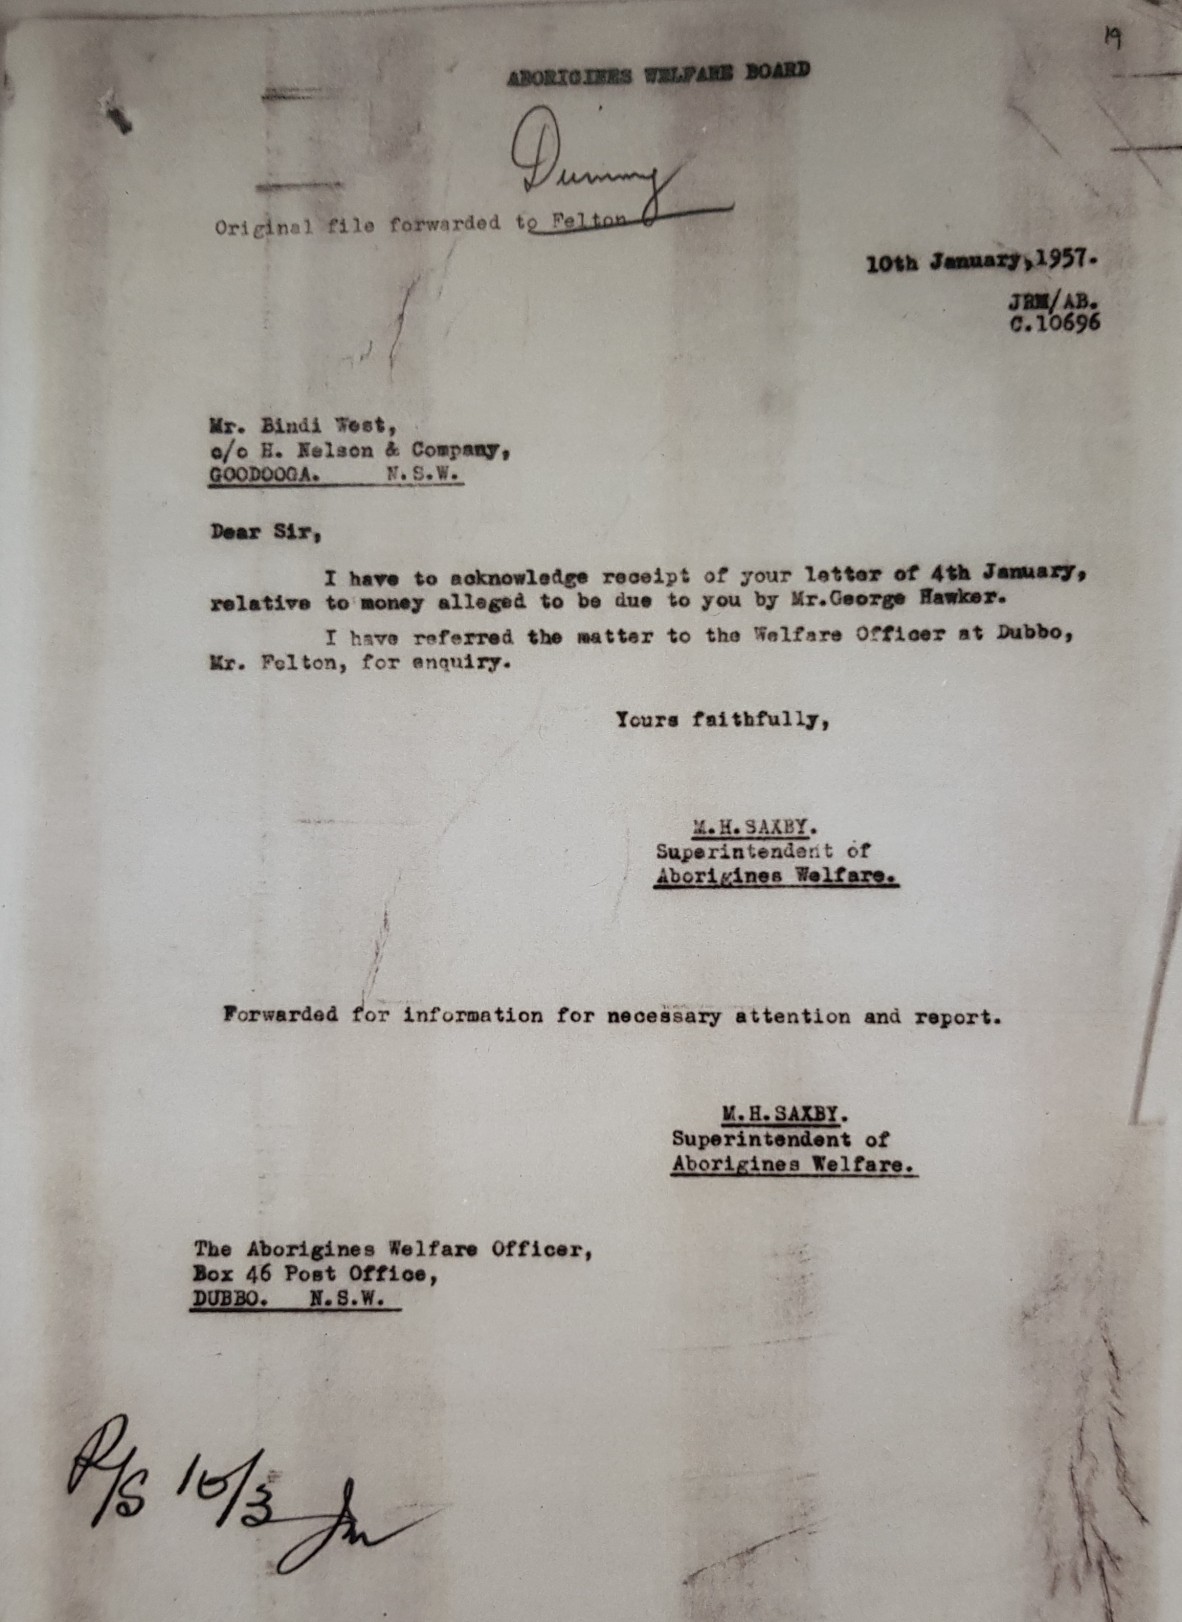 19
ABORIGINES WELFARE BOARD
Dummy
Original file forwarded to Felton
10th January,1957.
JRM/AB.
C.10696
Mr. Bindi West,
c/o H. Nelson & Company,
GOODOOGA. N.S.W.
Dear Sir,
I have to acknowledge receipt of your letter of 4th January,
relative to money alleged to be due to you by Mr.George Hawker.
I have referred the matter to the Welfare Officer at Dubbo,
Mr. Felton, for enquiry.
Yours faithfully,
M.H.SAXBY.
Superintendent of
Aborigines Welfare.
Forwarded for information for necessary attention and report.
M.H.SAXBY.
Superintendent of
Aborigines Welfare.
The Aborigines Welfare Officer,
Box 46 Post Office,
DUBBO. N.S.W.